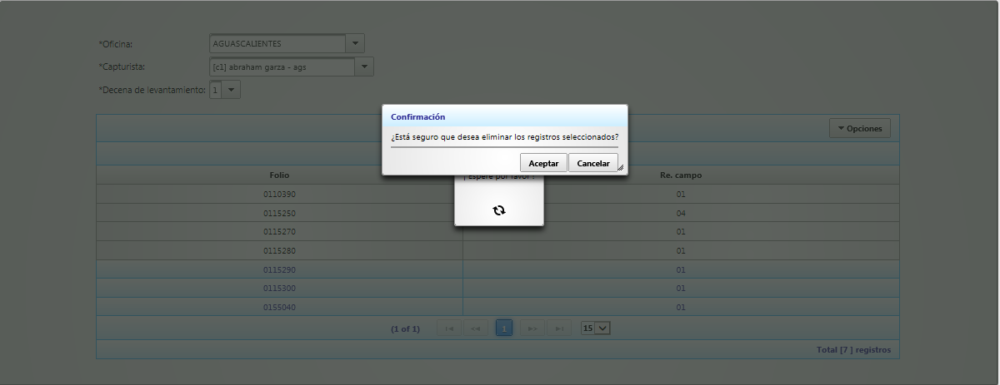 *Oficina: AGUASCALIENTES
*Capturista: [c1] abraham garza - ags
*Decena de levantamiento: 1
Confirmación
¿Está seguro que desea eliminar los registros seleccionados?
Aceptar Cancelar
Opciones
¡ Espere por favor !
Folio Re. campo
0110390 01
0115250 04
0115270 01
0115280 01
0115290 01
0115300 01
0155040 01
(1 of 1) 1 15
Total [7 ] registros